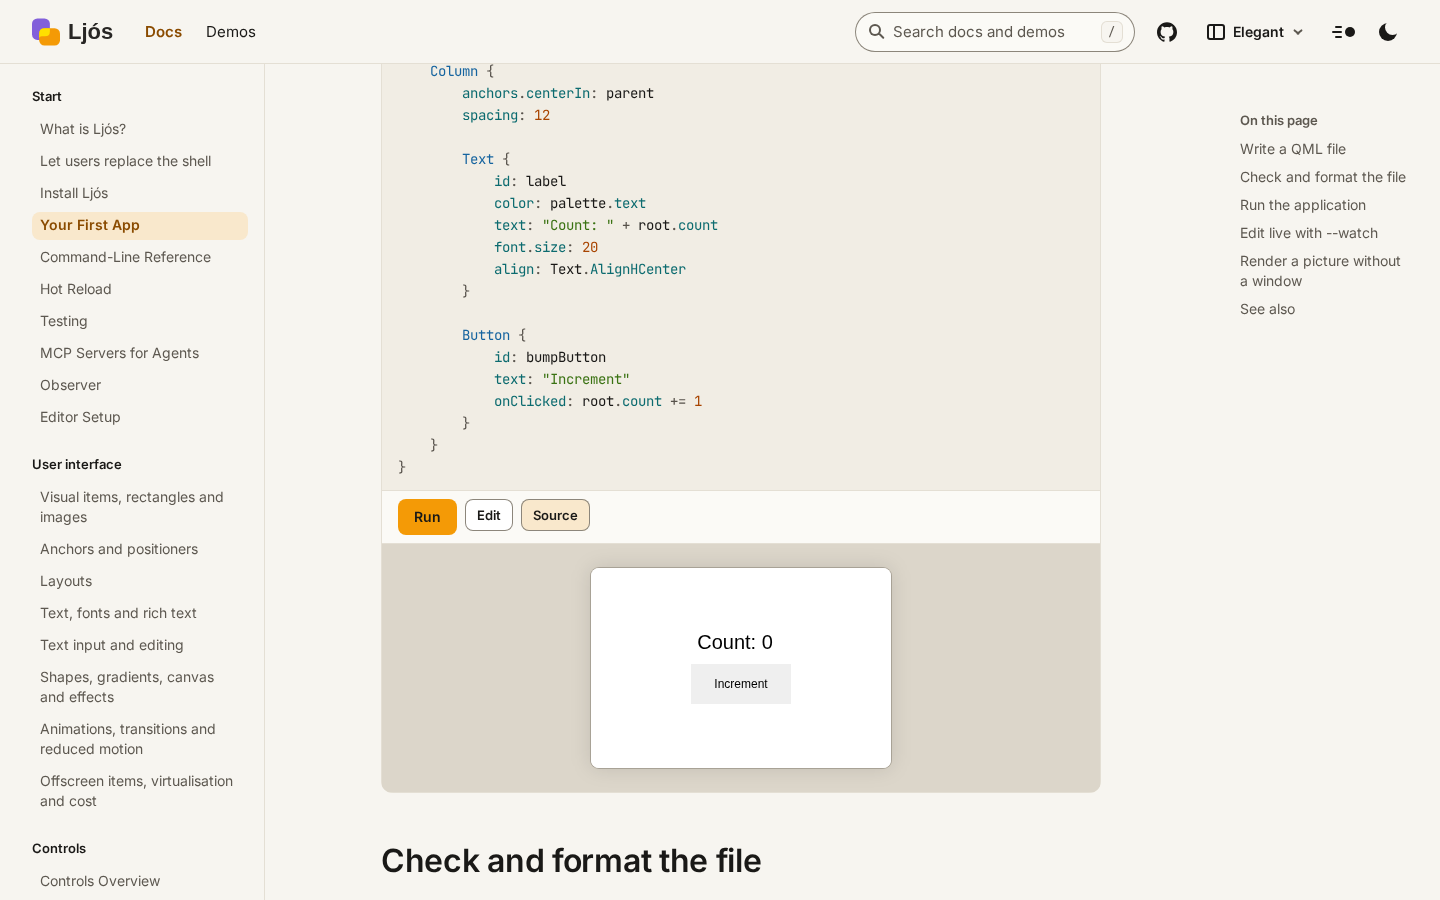 Ljós
Docs
Demos
Search docs and demos
/
Elegant
Start
What is Ljós?
Let users replace the shell
Install Ljós
Your First App
Command-Line Reference
Hot Reload
Testing
MCP Servers for Agents
Observer
Editor Setup
User interface
Visual items, rectangles and
images
Anchors and positioners
Layouts
Text, fonts and rich text
Text input and editing
Shapes, gradients, canvas
and effects
Animations, transitions and
reduced motion
Offscreen items, virtualisation
and cost
Controls
Controls Overview
Column {
anchors.centerIn: parent
spacing: 12
Text {
id: label
color: palette.text
text: "Count: " + root.count
font.size: 20
align: Text.AlignHCenter
}
Button {
id: bumpButton
text: "Increment"
onClicked: root.count += 1
}
}
}
Run
Edit
Source
Count: 0
Increment
Check and format the file
On this page
Write a QML file
Check and format the file
Run the application
Edit live with --watch
Render a picture without
a window
See also